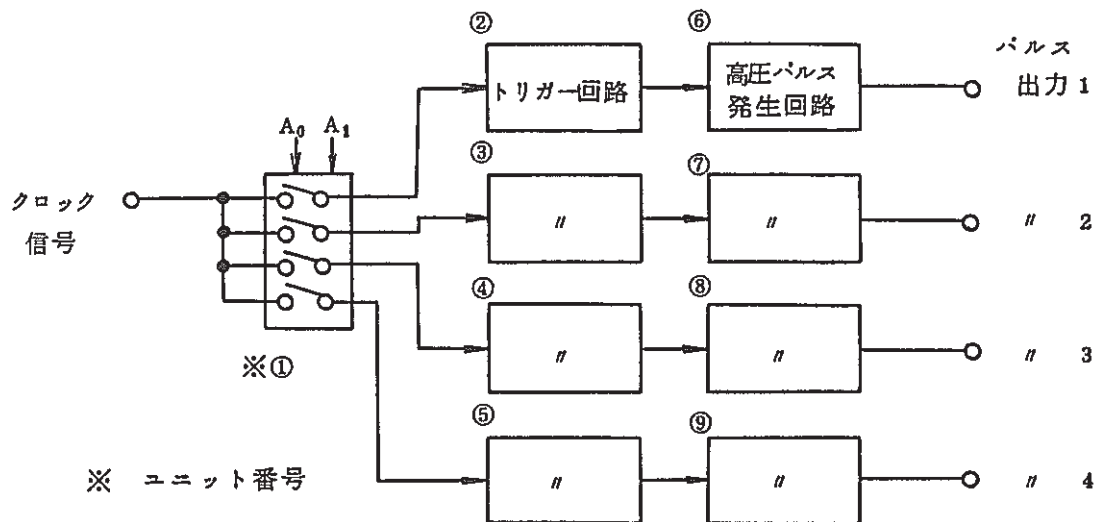 ②
⑥
トリガー回路
高圧パルス
発生回路
パルス
出力 1
A₀ A₁
③
⑦
クロック
信号
〃
〃
〃 2
④
⑧
※①
〃
〃
〃 3
⑤
⑨
※ ユニット番号
〃
〃
〃 4